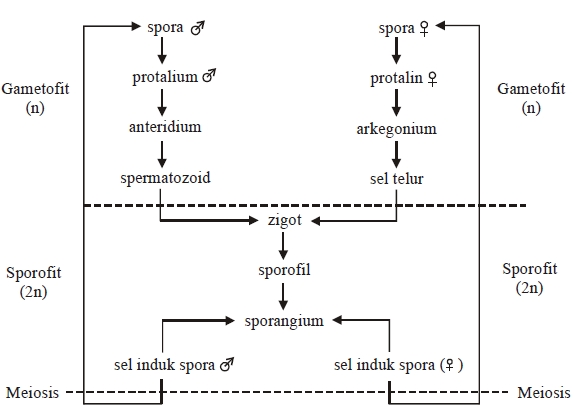 spora ♂ spora ♀
Gametofit
(n)
protalium ♂ protalin ♀
Gametofit
(n)
anteridium arkegonium
spermatozoid sel telur
zigot
Sporofit
(2n)
sporofil
Sporofit
(2n)
sporangium
sel induk spora ♂ sel induk spora (♀)
Meiosis Meiosis